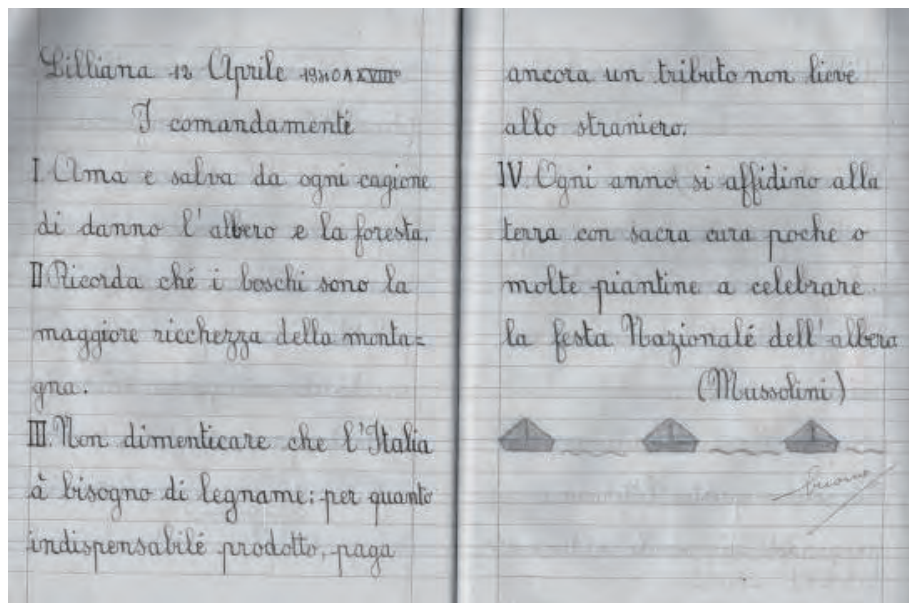 Lilliana 12 Aprile 1940 A XVIII°
I comandamenti
I. Ama e salva da ogni cagione
di danno l'albero e la foresta.
II. Ricorda ché i boschi sono la
maggiore ricchezza della monta=
gna.
III. Non dimenticare che l'Italia
à bisogno di legname: per quanto
indispensabilé prodotto, paga
ancora un tributo non lieve
allo straniero.
IV. Ogni anno si affidino alla
terra con sacra cura poche o
molte piantine a celebrare
la festa Nazionalé dell'albero
(Mussolini)